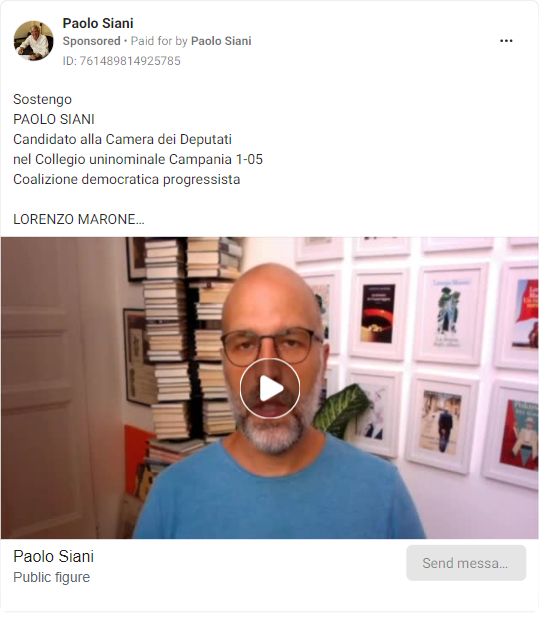 Paolo Siani
Sponsored • Paid for by Paolo Siani
ID: 761489814925785
Sostengo
PAOLO SIANI
Candidato alla Camera dei Deputati
nel Collegio uninominale Campania 1-05
Coalizione democratica progressista
LORENZO MARONE…
Paolo Siani
Public figure
Send messa...